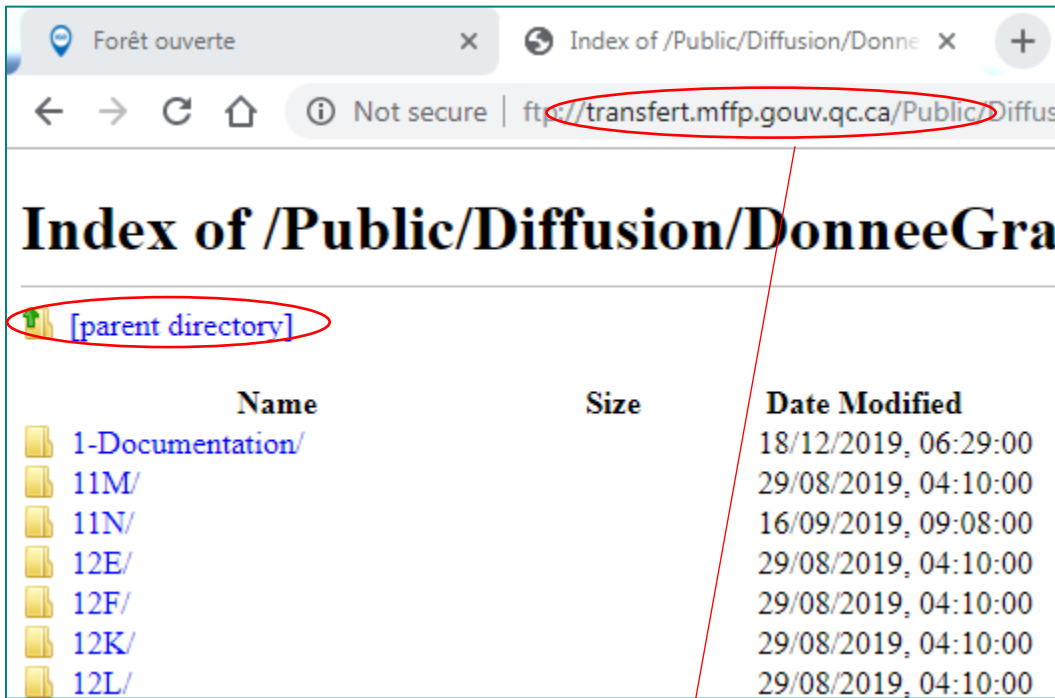 Forêt ouverte
Index of /Public/Diffusion/Donne
Not secure | ftp://transfert.mffp.gouv.qc.ca/Public/Diffus
Index of /Public/Diffusion/DonneeGra
[parent directory]
Name Size Date Modified
1-Documentation/ 18/12/2019, 06:29:00
11M/ 29/08/2019, 04:10:00
11N/ 16/09/2019, 09:08:00
12E/ 29/08/2019, 04:10:00
12F/ 29/08/2019, 04:10:00
12K/ 29/08/2019, 04:10:00
12L/ 29/08/2019, 04:10:00